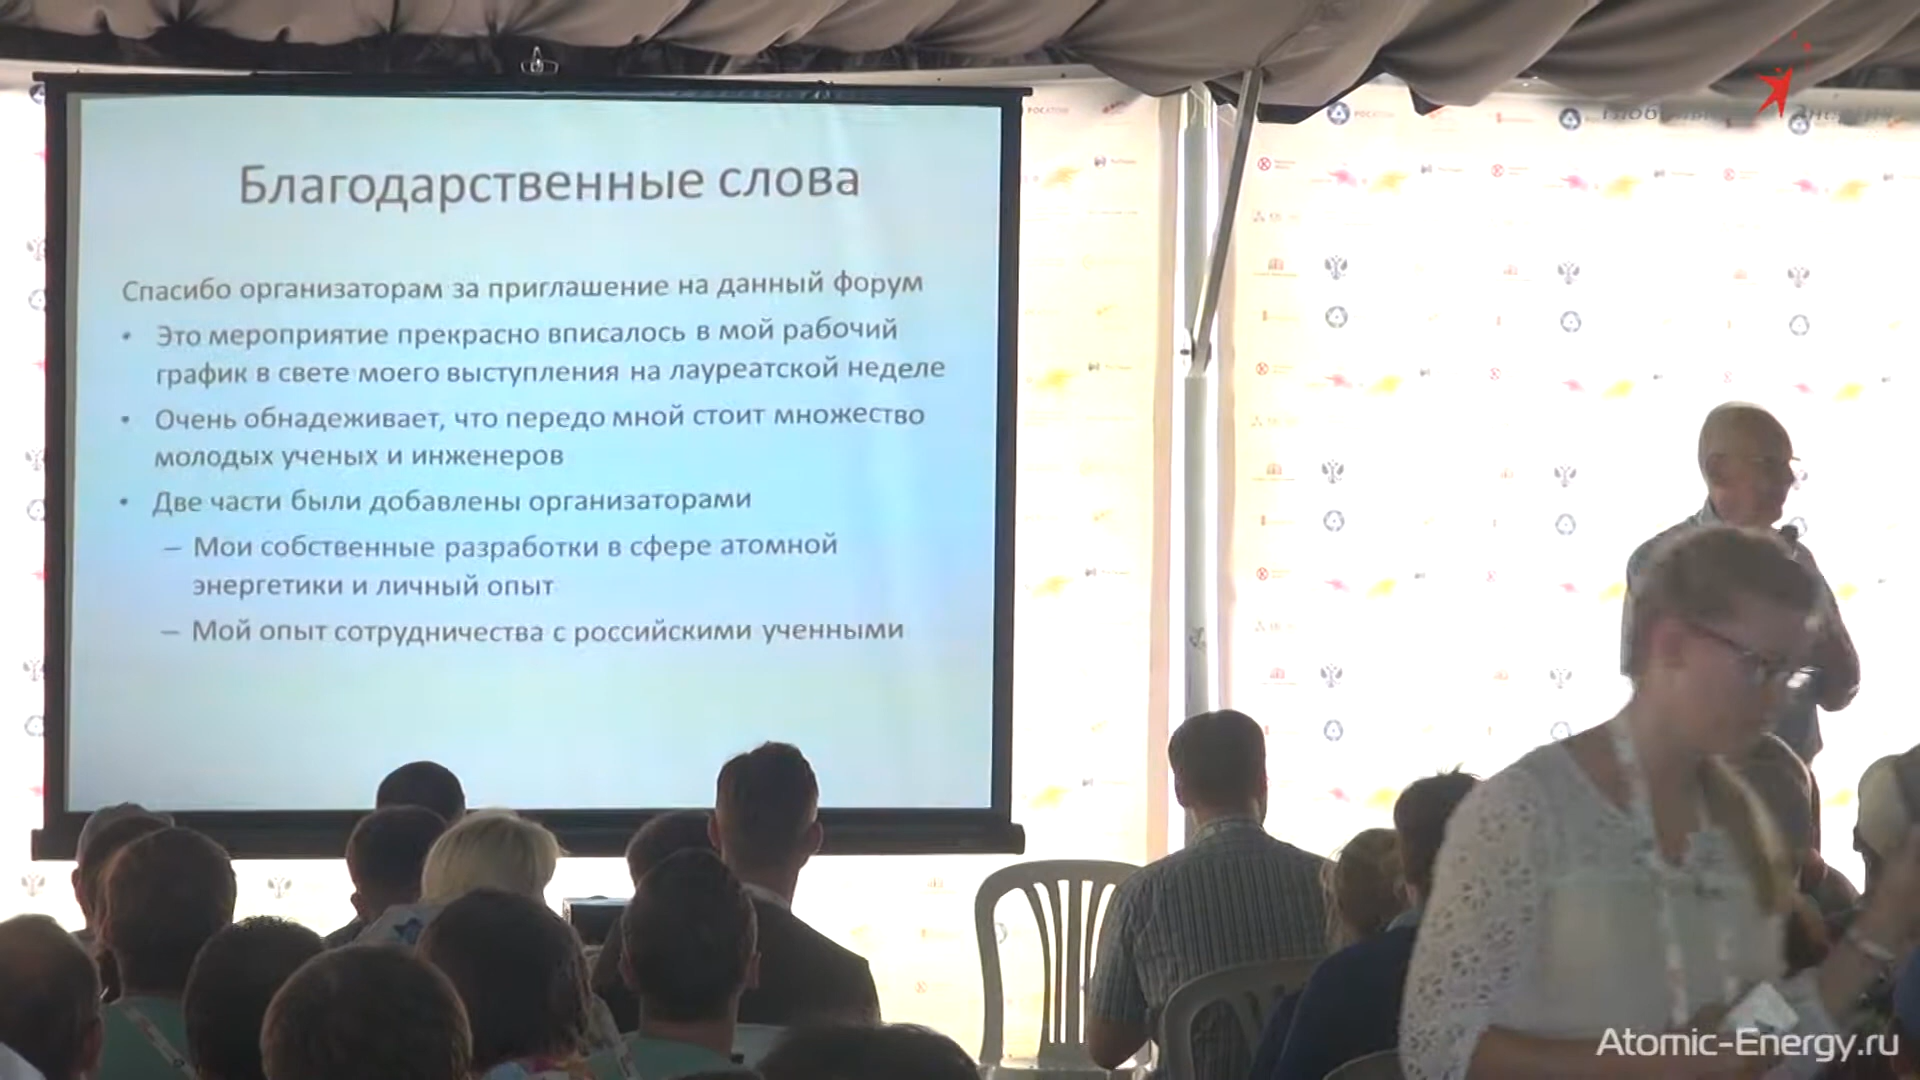 Благодарственные слова
Спасибо организаторам за приглашение на данный форум
• Это мероприятие прекрасно вписалось в мой рабочий
график в свете моего выступления на лауреатской неделе
• Очень обнадеживает, что передо мной стоит множество
молодых ученых и инженеров
• Две части были добавлены организаторами
– Мои собственные разработки в сфере атомной
энергетики и личный опыт
– Мой опыт сотрудничества с российскими ученными
РОСАТОМ
РОСАТОМ
Atomic-Energy.ru